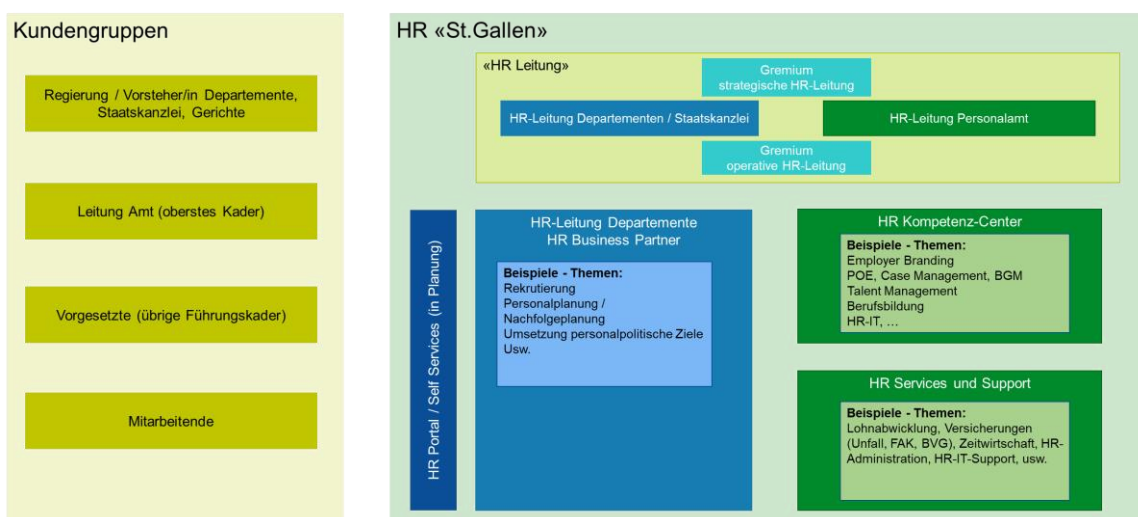 Kundengruppen
Regierung / Vorsteher/in Departemente,
Staatskanzlei, Gerichte
Leitung Amt (oberstes Kader)
Vorgesetzte (übrige Führungskader)
Mitarbeitende
HR «St.Gallen»
«HR Leitung»
Gremium
strategische HR-Leitung
HR-Leitung Departementen / Staatskanzlei
HR-Leitung Personalamt
Gremium
operative HR-Leitung
HR Portal / Self Services (in Planung)
HR-Leitung Departemente
HR Business Partner
Beispiele - Themen:
Rekrutierung
Personalplanung /
Nachfolgeplanung
Umsetzung personalpolitische Ziele
Usw.
HR Kompetenz-Center
Beispiele - Themen:
Employer Branding
POE, Case Management, BGM
Talent Management
Berufsbildung
HR-IT, ...
HR Services und Support
Beispiele - Themen:
Lohnabwicklung, Versicherungen
(Unfall, FAK, BVG), Zeitwirtschaft, HR-
Administration, HR-IT-Support, usw.